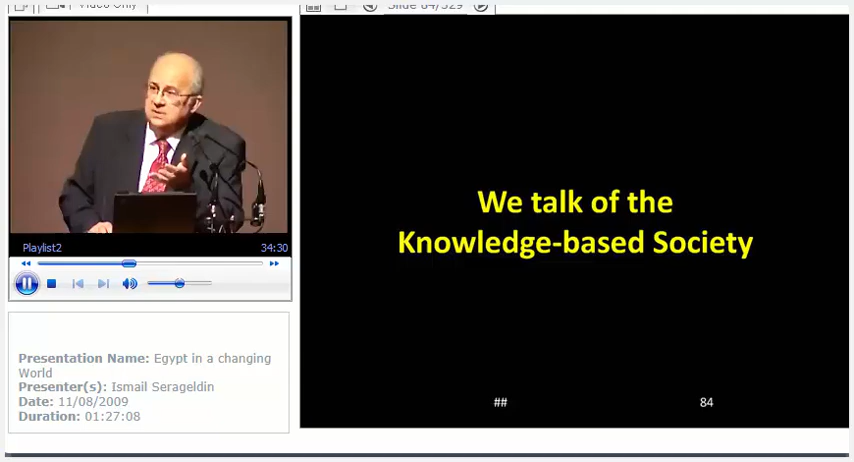 Video Only
Slide 84/329
We talk of the
Knowledge-based Society
Playlist2
34:30
Presentation Name: Egypt in a changing
World
Presenter(s): Ismail Serageldin
Date: 11/08/2009
Duration: 01:27:08
##
84